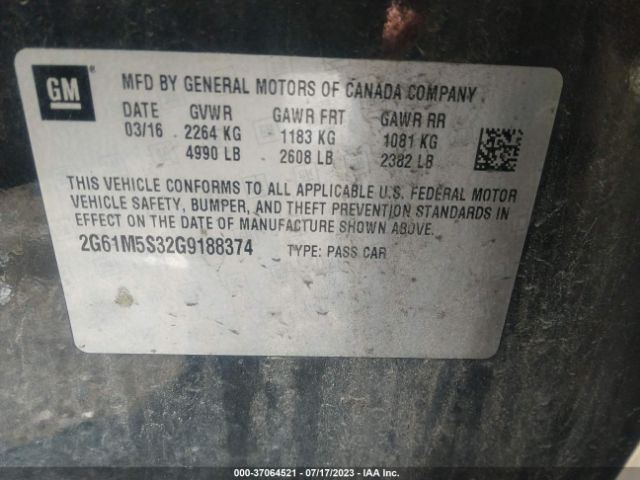 GM®
MFD BY GENERAL MOTORS OF CANADA COMPANY
DATE GVWR GAWR FRT GAWR RR
03/16 2264 KG 1183 KG 1081 KG
4990 LB 2608 LB 2382 LB
THIS VEHICLE CONFORMS TO ALL APPLICABLE U.S. FEDERAL MOTOR
VEHICLE SAFETY, BUMPER, AND THEFT PREVENTION STANDARDS IN
EFFECT ON THE DATE OF MANUFACTURE SHOWN ABOVE.
2G61M5S32G9188374 TYPE: PASS CAR
000-37064521 - 07/17/2023 - IAA Inc.